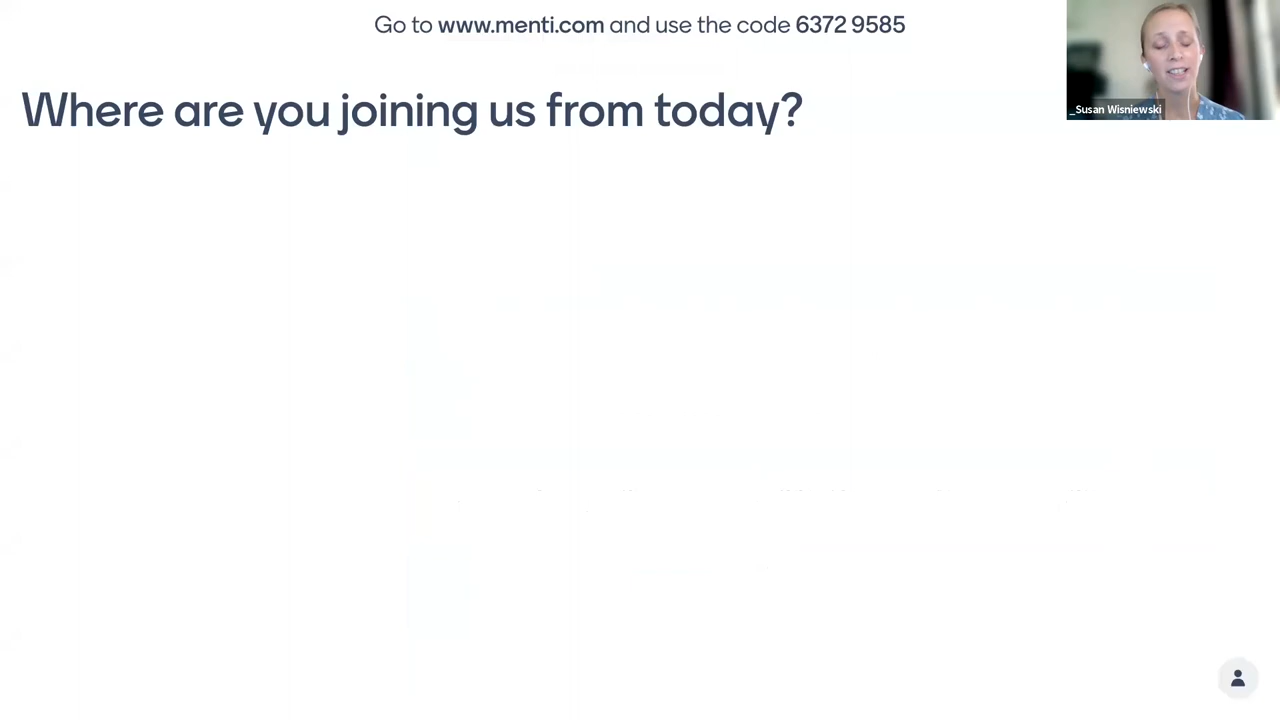 Go to www.menti.com and use the code 6372 9585
Where are you joining us from today?
_Susan Wisniewski